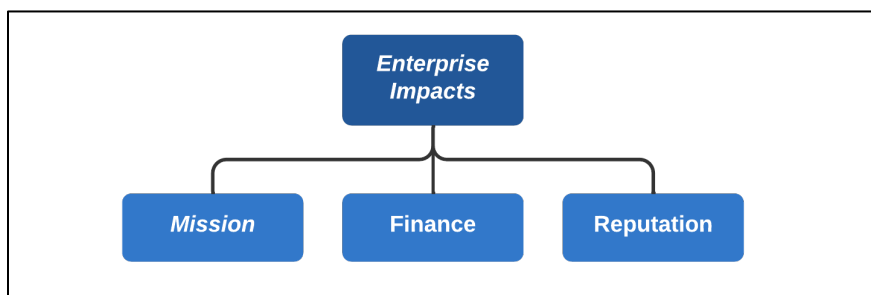 Enterprise
Impacts
Mission
Finance
Reputation